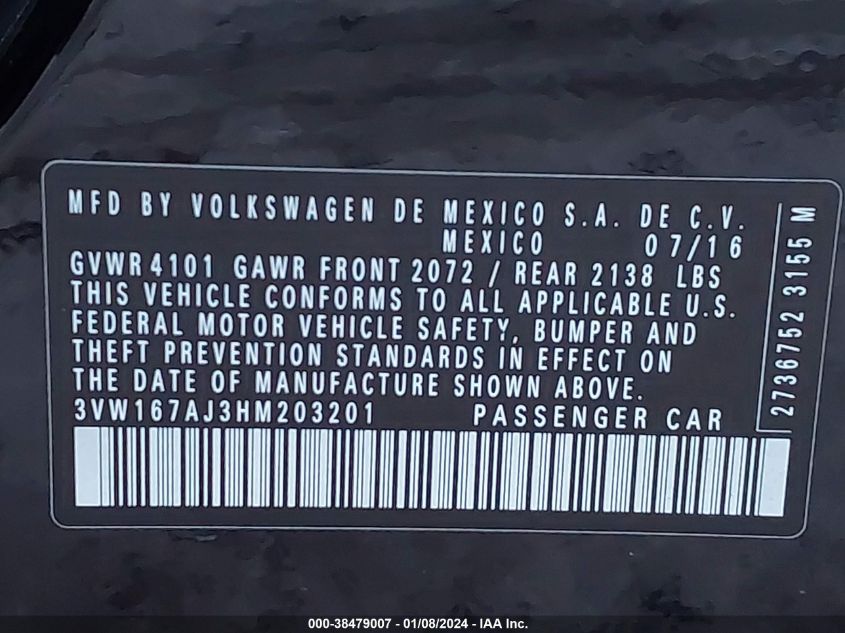 MFD BY VOLKSWAGEN DE MEXICO S.A. DE C.V.
MEXICO 07/16
GVWR 4101 GAWR FRONT 2072 / REAR 2138 LBS
THIS VEHICLE CONFORMS TO ALL APPLICABLE U.S.
FEDERAL MOTOR VEHICLE SAFETY, BUMPER AND
THEFT PREVENTION STANDARDS IN EFFECT ON
THE DATE OF MANUFACTURE SHOWN ABOVE.
3VW167AJ3HM203201 PASSENGER CAR
2736752 3155 M
000-38479007 - 01/08/2024 - IAA Inc.